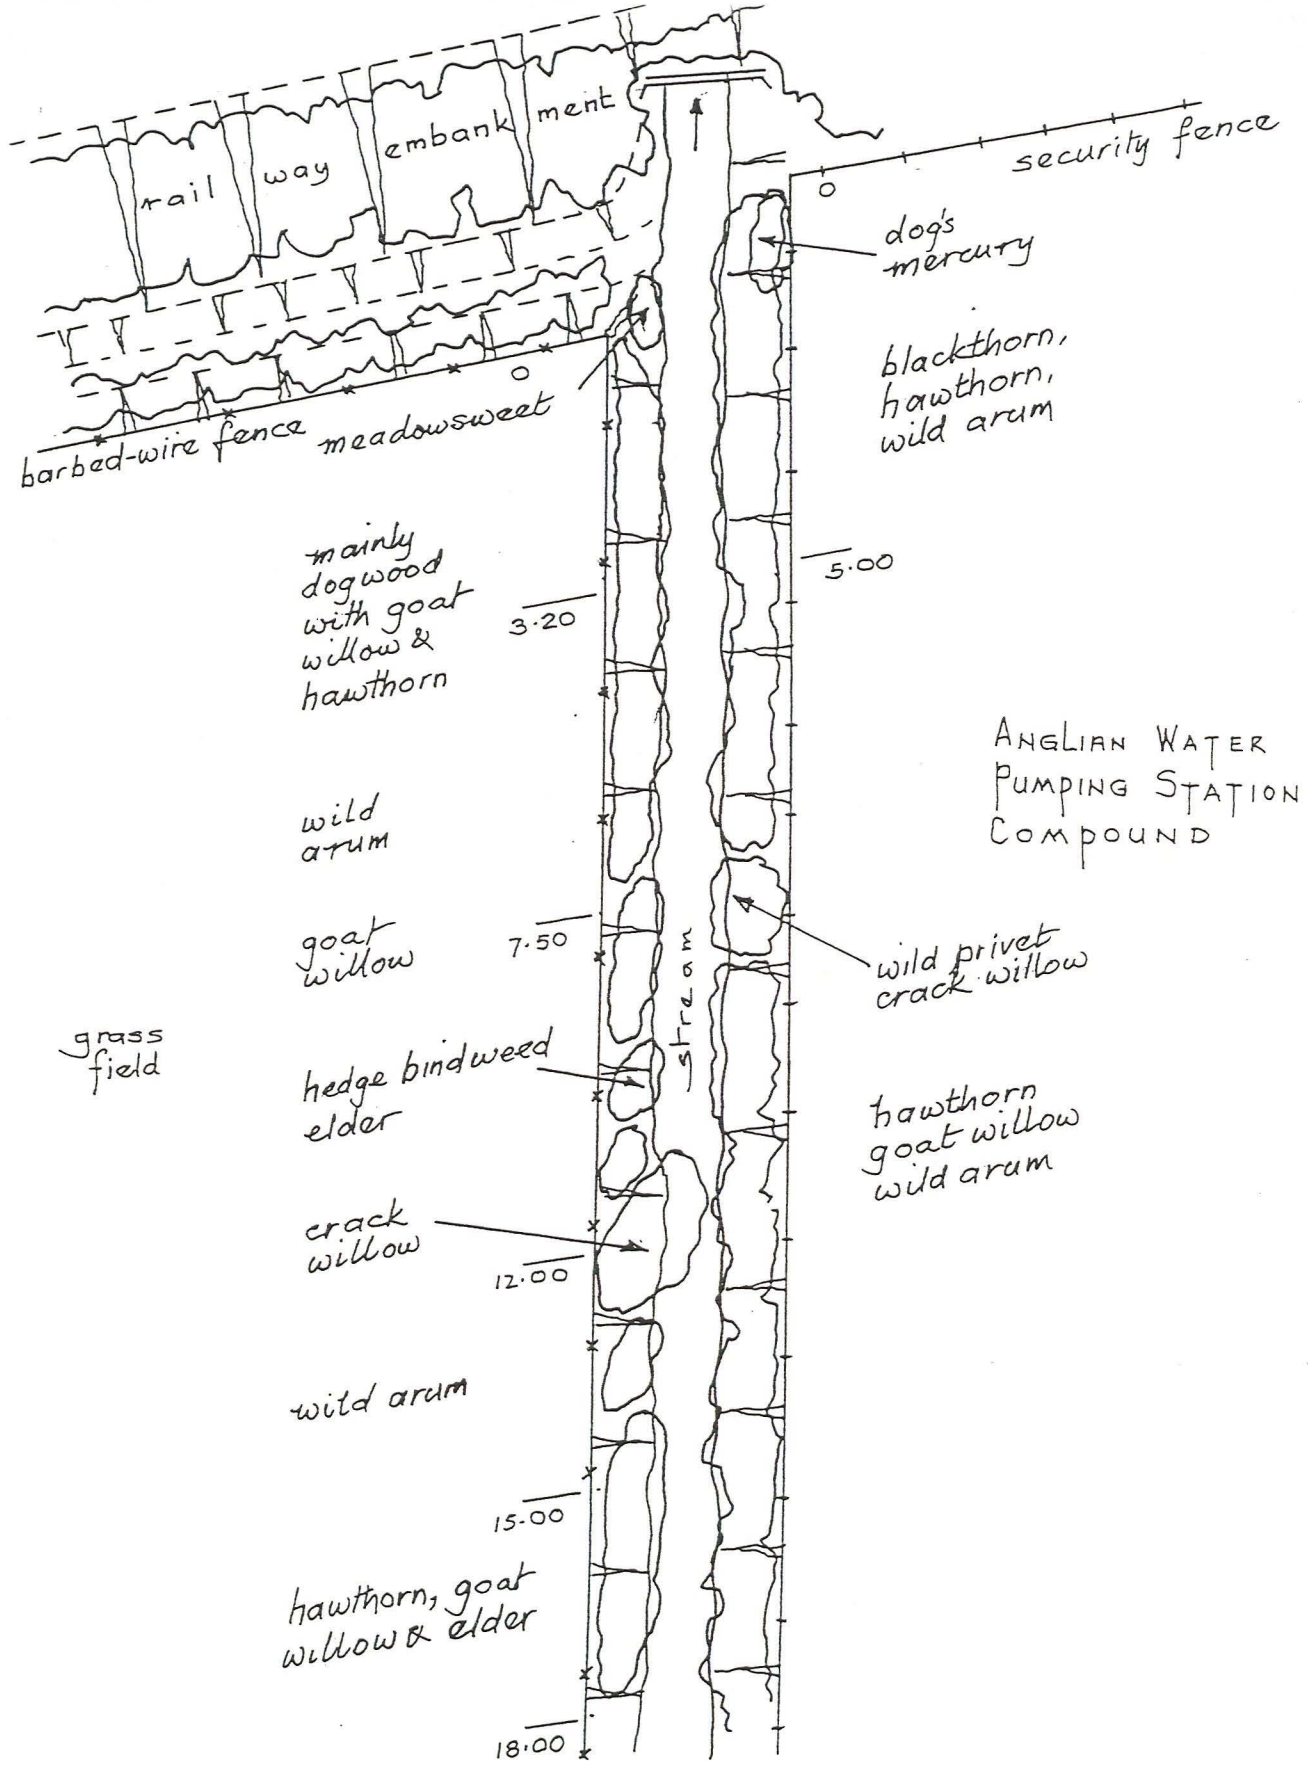 rail way embank ment
security fence
0
dog's
mercury
blackthorn,
hawthorn,
wild arum
0
meadowsweet
barbed-wire fence
mainly
dogwood
with goat
willow &
hawthorn
3·20
5·00
ANGLIAN WATER
PUMPING STATION
COMPOUND
wild
arum
goat
willow
7·50
stream
wild privet
crack willow
grass
field
hedge bindweed
elder
hawthorn
goat willow
wild arum
crack
willow
12·00
wild arum
15·00
hawthorn, goat
willow & elder
18·00